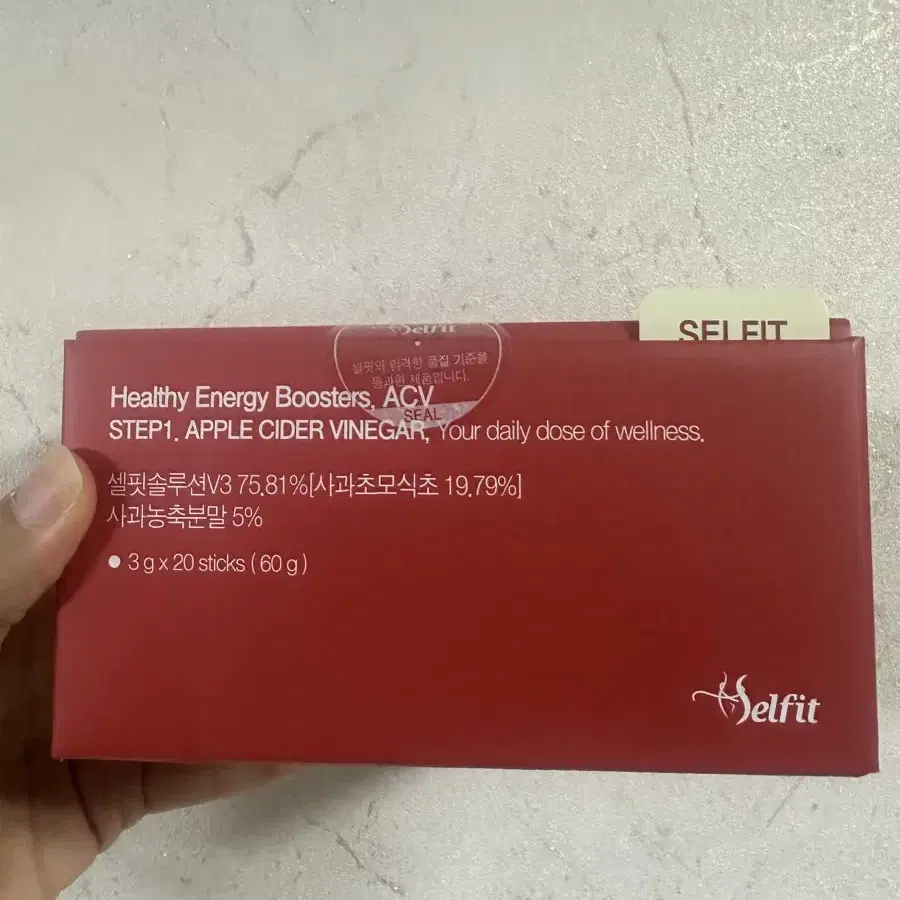 SELFIT
Selfit
셀핏의 엄격한 품질 기준을
통과한 제품입니다.
SEAL
Healthy Energy Boosters, ACV
STEP1. APPLE CIDER VINEGAR, Your daily dose of wellness.
셀핏솔루션V3 75.81%[사과초모식초 19.79%]
사과농축분말 5%
● 3 g x 20 sticks ( 60 g )
Selfit